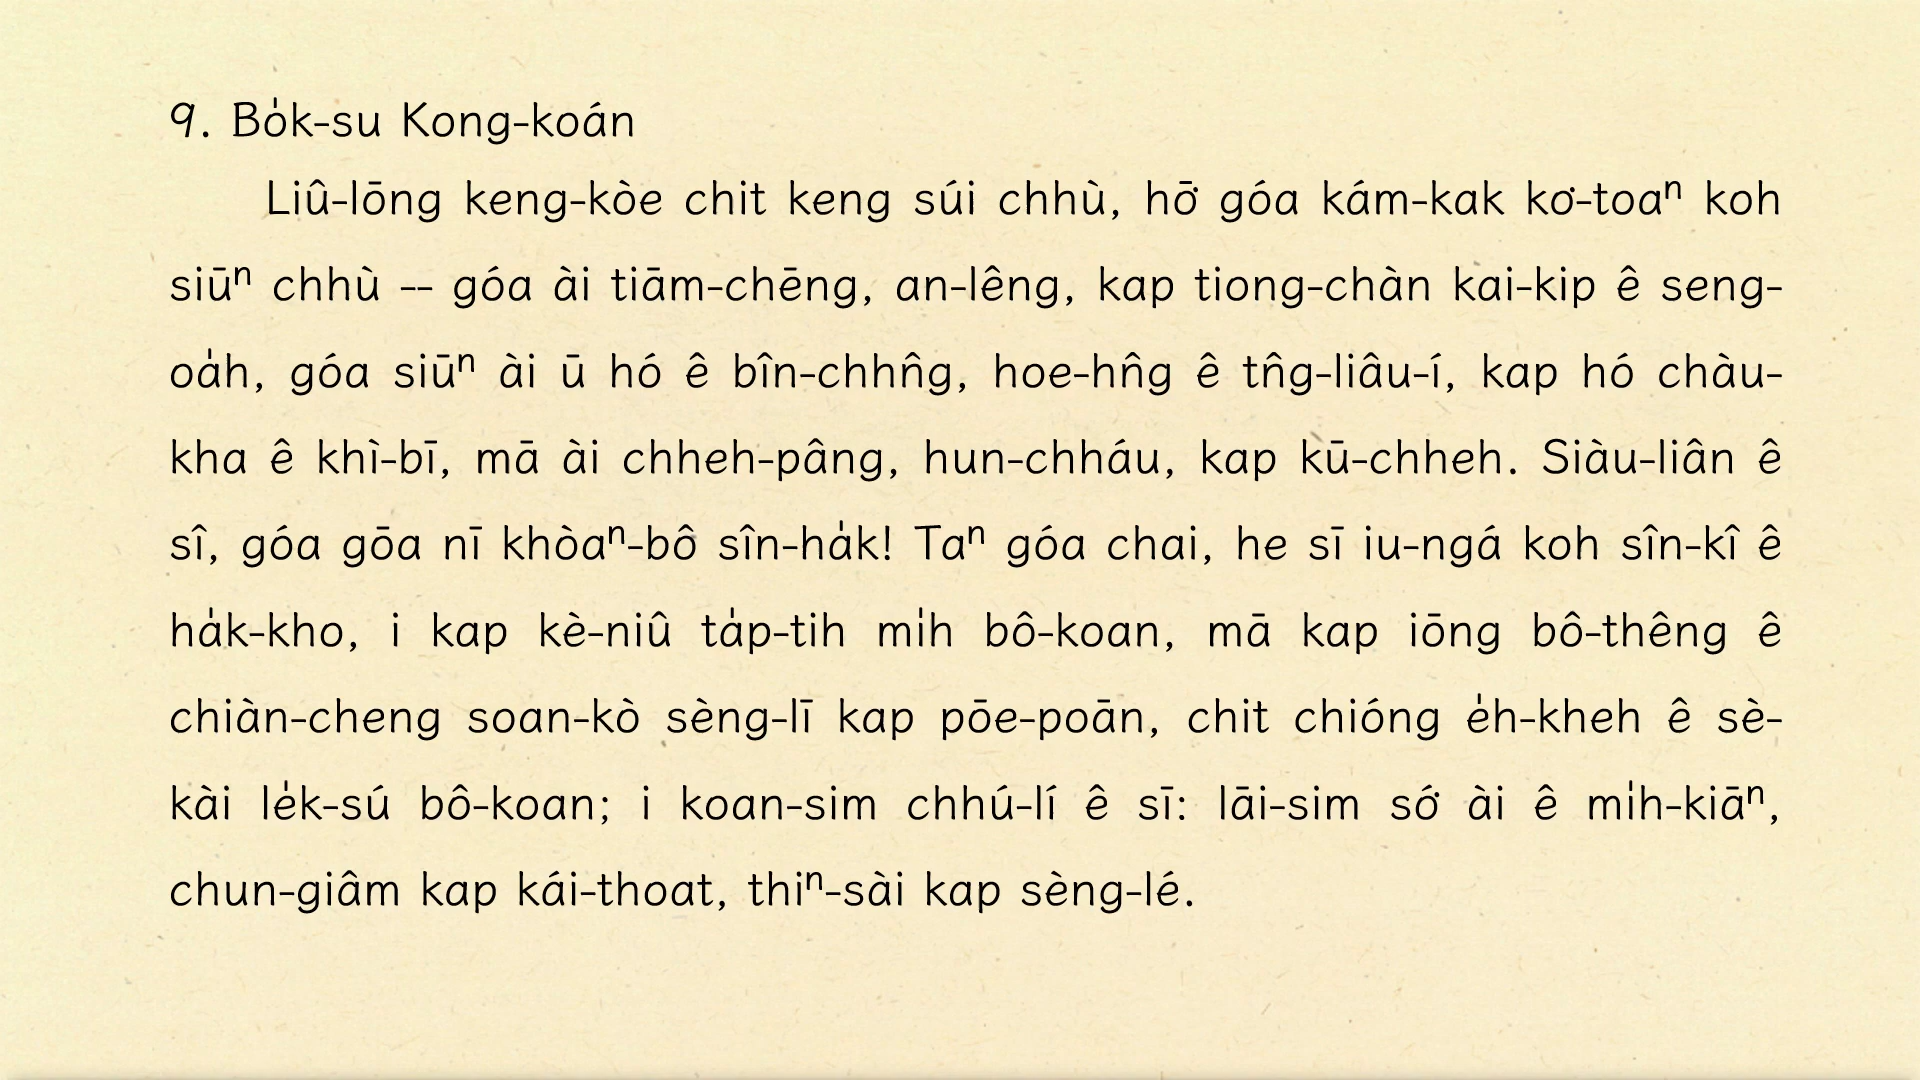 9. Bo̍k-su Kong-koán
Liû-lōng keng-kòe chit keng súi chhù, hō͘ góa kám-kak ko͘-toaⁿ koh
siūⁿ chhù -- góa ài tiām-chēng, an-lêng, kap tiong-chàn kai-kip ê seng-
oa̍h, góa siūⁿ ài ū hó ê bîn-chhn̂g, hoe-hn̂g ê tn̂g-liâu-í, kap hó chàu-
kha ê khì-bī, mā ài chheh-pâng, hun-chháu, kap kū-chheh. Siàu-liân ê
sî, góa gōa nī khòaⁿ-bô sîn-ha̍k! Taⁿ góa chai, he sī iu-ngá koh sîn-kî ê
ha̍k-kho, i kap kè-niû ta̍p-tih mi̍h bô-koan, mā kap iōng bô-thêng ê
chiàn-cheng soan-kò sèng-lī kap pōe-poān, chit chióng e̍h-kheh ê sè-
kài le̍k-sú bô-koan; i koan-sim chhú-lí ê sī: lāi-sim só͘ ài ê mi̍h-kiāⁿ,
chun-giâm kap kái-thoat, thiⁿ-sài kap sèng-lé.